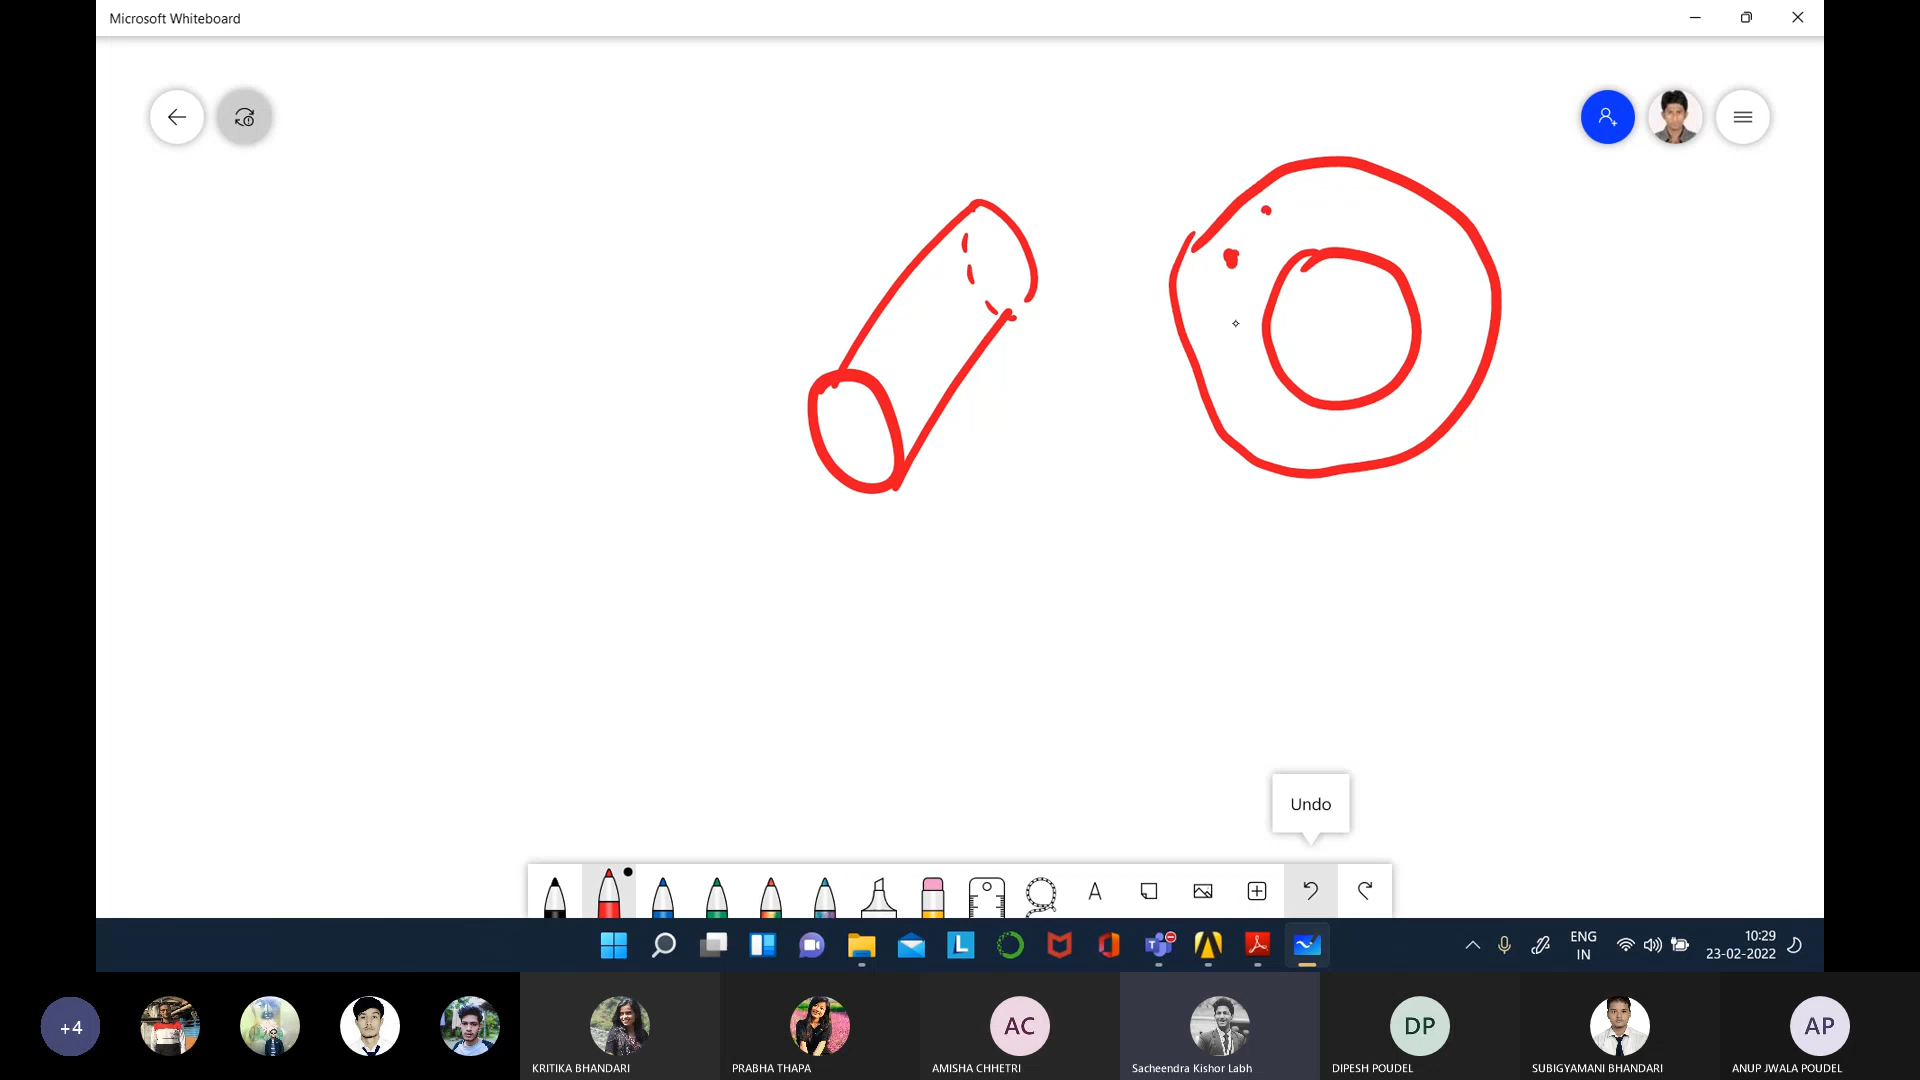 Microsoft Whiteboard
Undo
A
L
ENG
IN
10:29
23-02-2022
+4
KRITIKA BHANDARI
PRABHA THAPA
AC
AMISHA CHHETRI
Sacheendra Kishor Labh
DP
DIPESH POUDEL
SUBIGYAMANI BHANDARI
AP
ANUP JWALA POUDEL